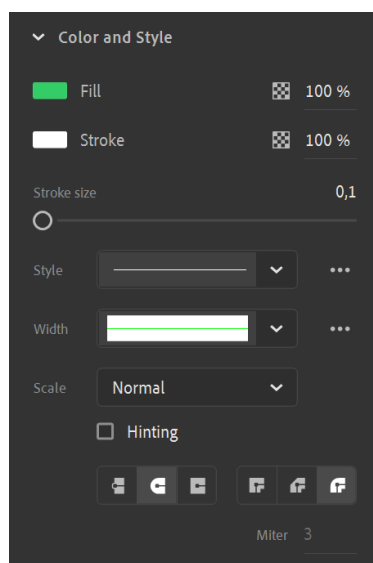 Color and Style
Fill 100 %
Stroke 100 %
Stroke size 0,1
Style
Width
Scale Normal
Hinting
Miter 3